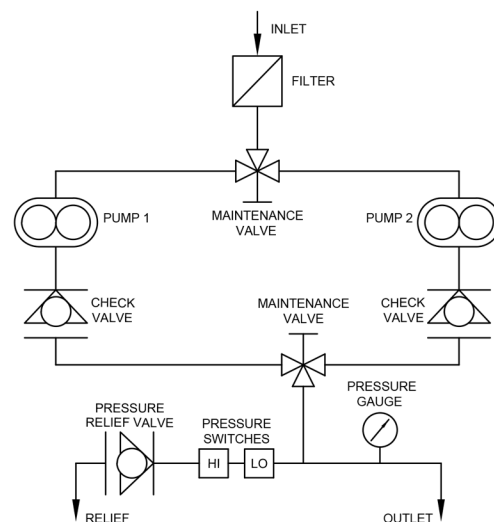 INLET
FILTER
PUMP 1
MAINTENANCE
VALVE
PUMP 2
CHECK
VALVE
MAINTENANCE
VALVE
CHECK
VALVE
PRESSURE
GAUGE
PRESSURE
RELIEF VALVE
PRESSURE
SWITCHES
HI
LO
RELIEF
OUTLET